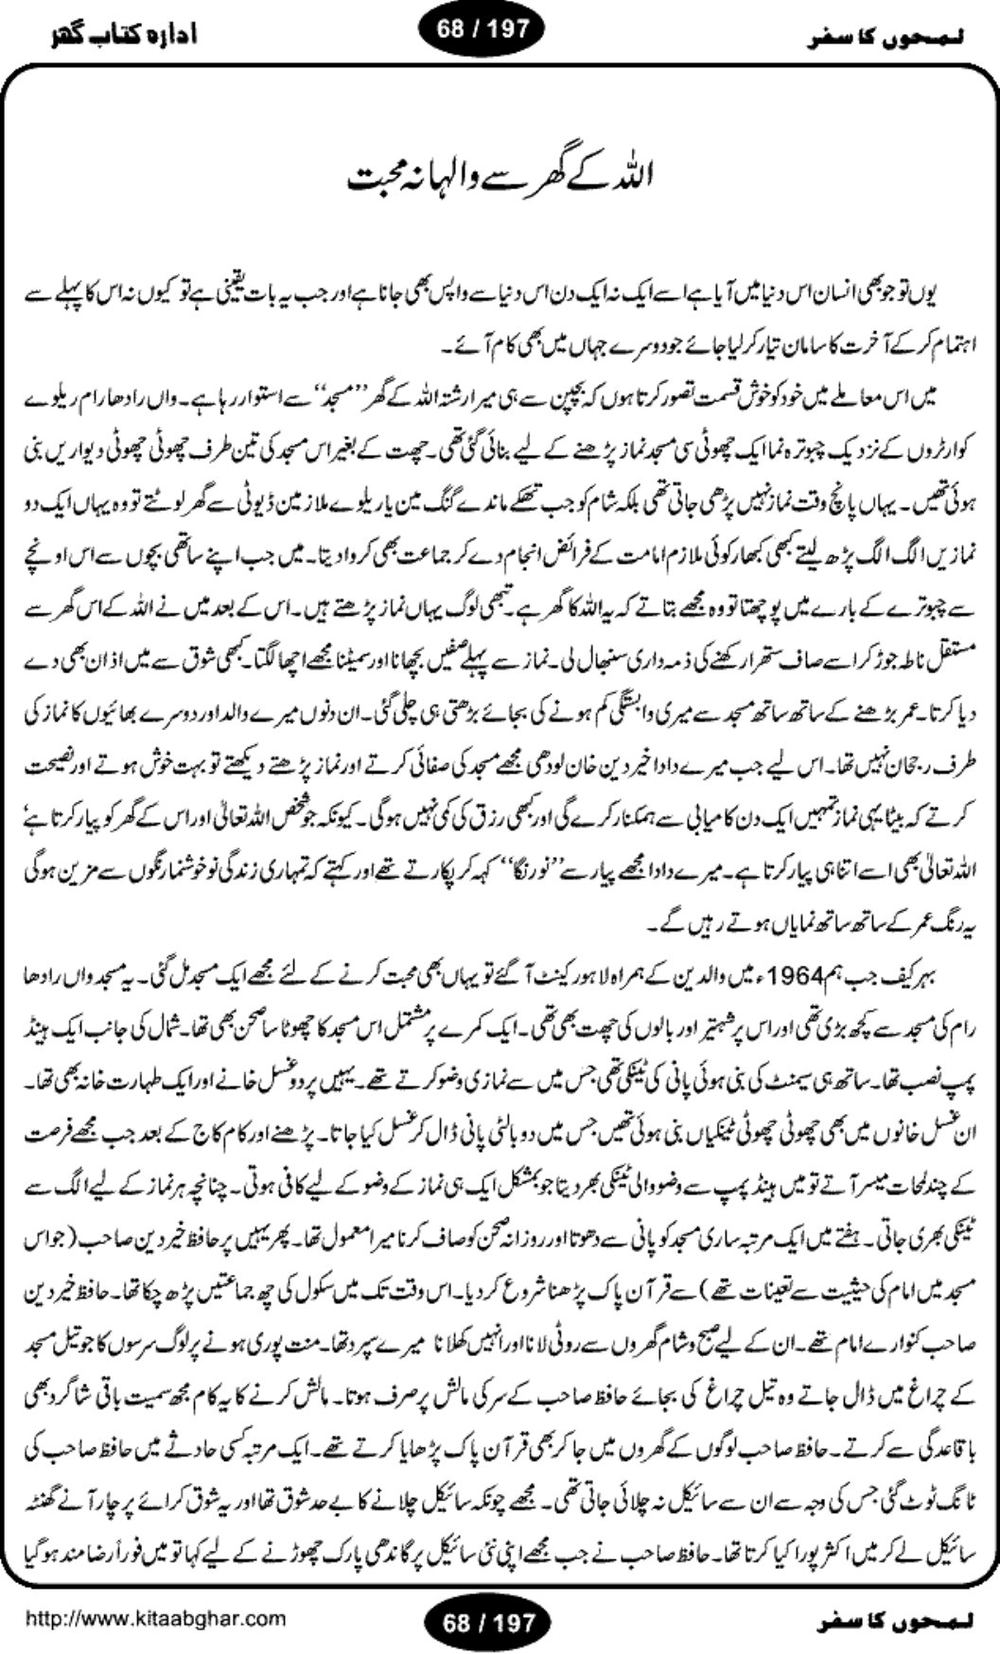 لمحوں کا سفر
68 / 197
ادارہ کتاب گھر
اللہ کے گھر سے والہانہ محبت
یوں تو جو بھی انسان اس دنیا میں آیا ہے اسے ایک نہ ایک دن اس دنیا سے واپس بھی جانا ہے اور جب یہ بات یقینی ہے تو کیوں نہ اس کا پہلے سے
اہتمام کر کے آخرت کا سامان تیار کر لیا جائے جو دوسرے جہاں میں بھی کام آئے۔
میں اس معاملے میں خود کو خوش قسمت تصور کرتا ہوں کہ بچپن سے ہی میرا رشتہ اللہ کے گھر ’’مسجد‘‘ سے استوار رہا ہے۔ واں رادھا رام ریلوے
کوارٹروں کے نزدیک چبوترہ نما ایک چھوٹی سی مسجد نماز پڑھنے کے لیے بنائی گئی تھی۔ چھت کے بغیر اس مسجد کی تین طرف چھوٹی چھوٹی دیواریں بنی
ہوئی تھیں۔ یہاں پانچ وقت نماز نہیں پڑھی جاتی تھی بلکہ شام کو جب تھکے ماندے گنگ مین یا ریلوے ملازمین ڈیوٹی سے گھر لوٹتے تو وہ یہاں ایک دو
نمازیں الگ الگ پڑھ لیتے کبھی کبھار کوئی ملازم امامت کے فرائض انجام دے کر جماعت بھی کروا دیتا۔ میں جب اپنے ساتھی بچوں سے اس اونچے
سے چبوترے کے بارے میں پوچھتا تو وہ مجھے بتاتے کہ یہ اللہ کا گھر ہے۔ تبھی لوگ یہاں نماز پڑھتے ہیں۔ اس کے بعد میں نے اللہ کے اس گھر سے
مستقل ناطہ جوڑ کر اسے صاف ستھرا رکھنے کی ذمہ داری سنبھال لی۔ نماز سے پہلے صفیں بچھانا اور سمیٹنا مجھے اچھا لگتا۔ کبھی شوق سے میں اذان بھی دے
دیا کرتا۔ عمر بڑھنے کے ساتھ ساتھ مسجد سے میری وابستگی کم ہونے کی بجائے بڑھتی ہی چلی گئی۔ ان دنوں میرے والد اور دوسرے بھائیوں کا نماز کی
طرف رجحان نہیں تھا۔ اس لیے جب میرے دادا خیر دین خان لودھی مجھے مسجد کی صفائی کرتے اور نماز پڑھتے دیکھتے تو بہت خوش ہوتے اور نصیحت
کرتے کہ بیٹا یہی نماز تمہیں ایک دن کامیابی سے ہمکنار کرے گی اور کبھی رزق کی کمی نہیں ہوگی۔ کیونکہ جو شخص اللہ تعالیٰ اور اس کے گھر کو پیار کرتا ہے
اللہ تعالیٰ بھی اسے اتنا ہی پیار کرتا ہے۔ میرے دادا مجھے پیار سے ’’نورنگا‘‘ کہہ کر پکارتے تھے اور کہتے کہ تمہاری زندگی نو خوشنما رنگوں سے مزین ہوگی
یہ رنگ عمر کے ساتھ ساتھ نمایاں ہوتے رہیں گے۔
بہر کیف جب ہم 1964ء میں والدین کے ہمراہ لاہور کینٹ آ گئے تو یہاں بھی محبت کرنے کے لئے مجھے ایک مسجد مل گئی۔ یہ مسجد واں رادھا
رام کی مسجد سے کچھ بڑی تھی اور اس پر شہتیر اور بالوں کی چھت بھی تھی۔ ایک کمرے پر مشتمل اس مسجد کا چھوٹا سا صحن بھی تھا۔ شمال کی جانب ایک ہینڈ
پمپ نصب تھا۔ ساتھ ہی سیمنٹ کی بنی ہوئی پانی کی ٹینکی تھی جس میں سے نمازی وضو کرتے تھے۔ یہیں پر دو غسل خانے اور ایک طہارت خانہ بھی تھا۔
ان غسل خانوں میں بھی چھوٹی چھوٹی ٹینکیاں بنی ہوئی تھیں جس میں دو بالٹی پانی ڈال کر غسل کیا جاتا۔ پڑھنے اور کام کاج کے بعد جب مجھے فرصت
کے چند لمحات میسر آتے تو میں ہینڈ پمپ سے وضو والی ٹینکی بھر دیتا جو بمشکل ایک ہی نماز کے وضو کے لیے کافی ہوتی۔ چنانچہ ہر نماز کے لیے الگ سے
ٹینکی بھری جاتی۔ ہفتے میں ایک مرتبہ ساری مسجد کو پانی سے دھوتا اور روزانہ صحن کو صاف کرنا میرا معمول تھا۔ پھر یہیں پر حافظ خیر دین صاحب (جو اس
مسجد میں امام کی حیثیت سے تعینات تھے) سے قرآن پاک پڑھنا شروع کر دیا۔ اس وقت تک میں سکول کی چھ جماعتیں پڑھ چکا تھا۔ حافظ خیر دین
صاحب کنوارے امام تھے۔ ان کے لیے صبح و شام گھروں سے روٹی لانا اور انہیں کھلانا میرے سپرد تھا۔ منت پوری ہونے پر لوگ سرسوں کا جو تیل مسجد
کے چراغ میں ڈال جاتے وہ تیل چراغ کی بجائے حافظ صاحب کے سر کی مالش پر صرف ہوتا۔ مالش کرنے کا یہ کام مجھ سمیت باقی شاگرد بھی
باقاعدگی سے کرتے۔ حافظ صاحب لوگوں کے گھروں میں جا کر بھی قرآن پاک پڑھایا کرتے تھے۔ ایک مرتبہ کسی حادثے میں حافظ صاحب کی
ٹانگ ٹوٹ گئی جس کی وجہ سے ان سے سائیکل نہ چلائی جاتی تھی۔ مجھے چونکہ سائیکل چلانے کا بے حد شوق تھا اور یہ شوق کرائے پر چار آنے گھنٹہ
سائیکل لے کر میں اکثر پورا کیا کرتا تھا۔ حافظ صاحب نے جب مجھے اپنی نئی سائیکل پر گاندھی پارک چھوڑنے کے لیے کہا تو میں فوراً رضامند ہو گیا
لمحوں کا سفر
68 / 197
http://www.kitaabghar.com